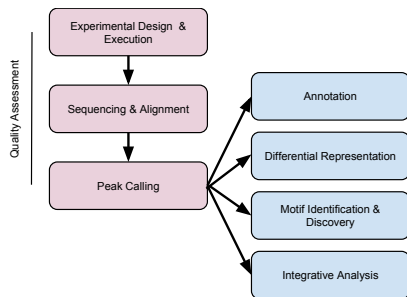 Quality Assessment
Experimental Design & 
Execution
Sequencing & Alignment
Peak Calling
Annotation
Differential Representation
Motif Identification &
Discovery
Integrative Analysis